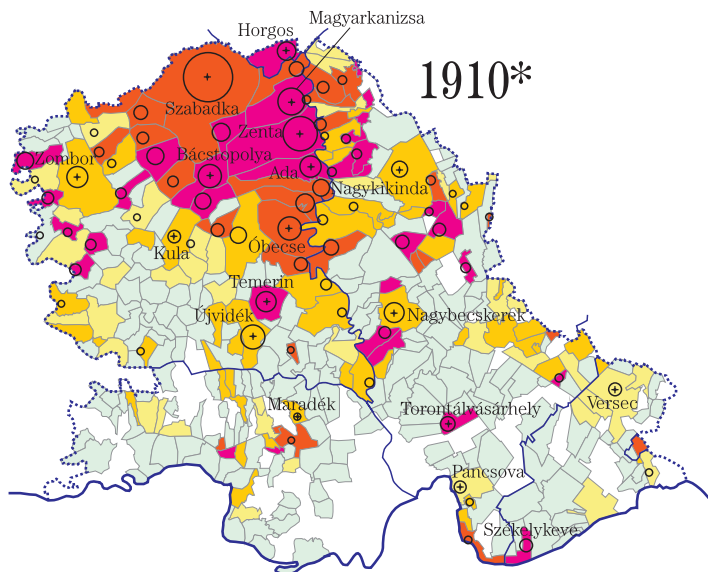 Magyarkanizsa
Horgos
1910*
Szabadka
Zenta
Zombor
Bácstopolya
Ada
Nagykikinda
Kula
Óbecse
Temerin
Újvidék
Nagybecskerek
Maradék
Torontálvásárhely
Versec
Pancsova
Székelykeve